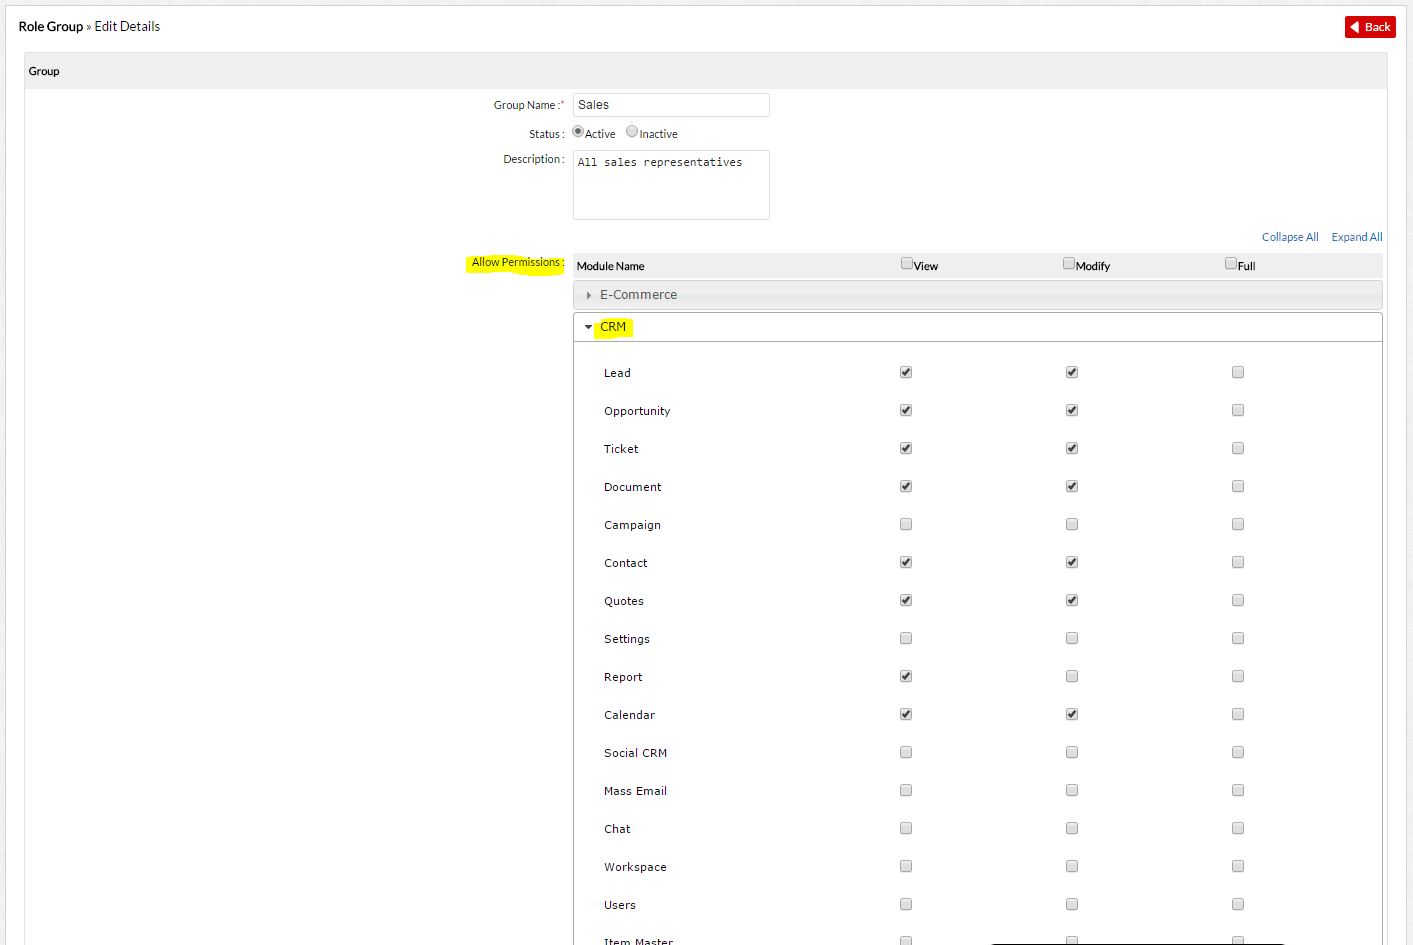 Role Group » Edit Details
Back
Group
Group Name :* Sales
Status : Active Inactive
Description : All sales representatives
Collapse All Expand All
Allow Permissions : Module Name View Modify Full
E-Commerce
CRM
Lead
Opportunity
Ticket
Document
Campaign
Contact
Quotes
Settings
Report
Calendar
Social CRM
Mass Email
Chat
Workspace
Users
Item Master